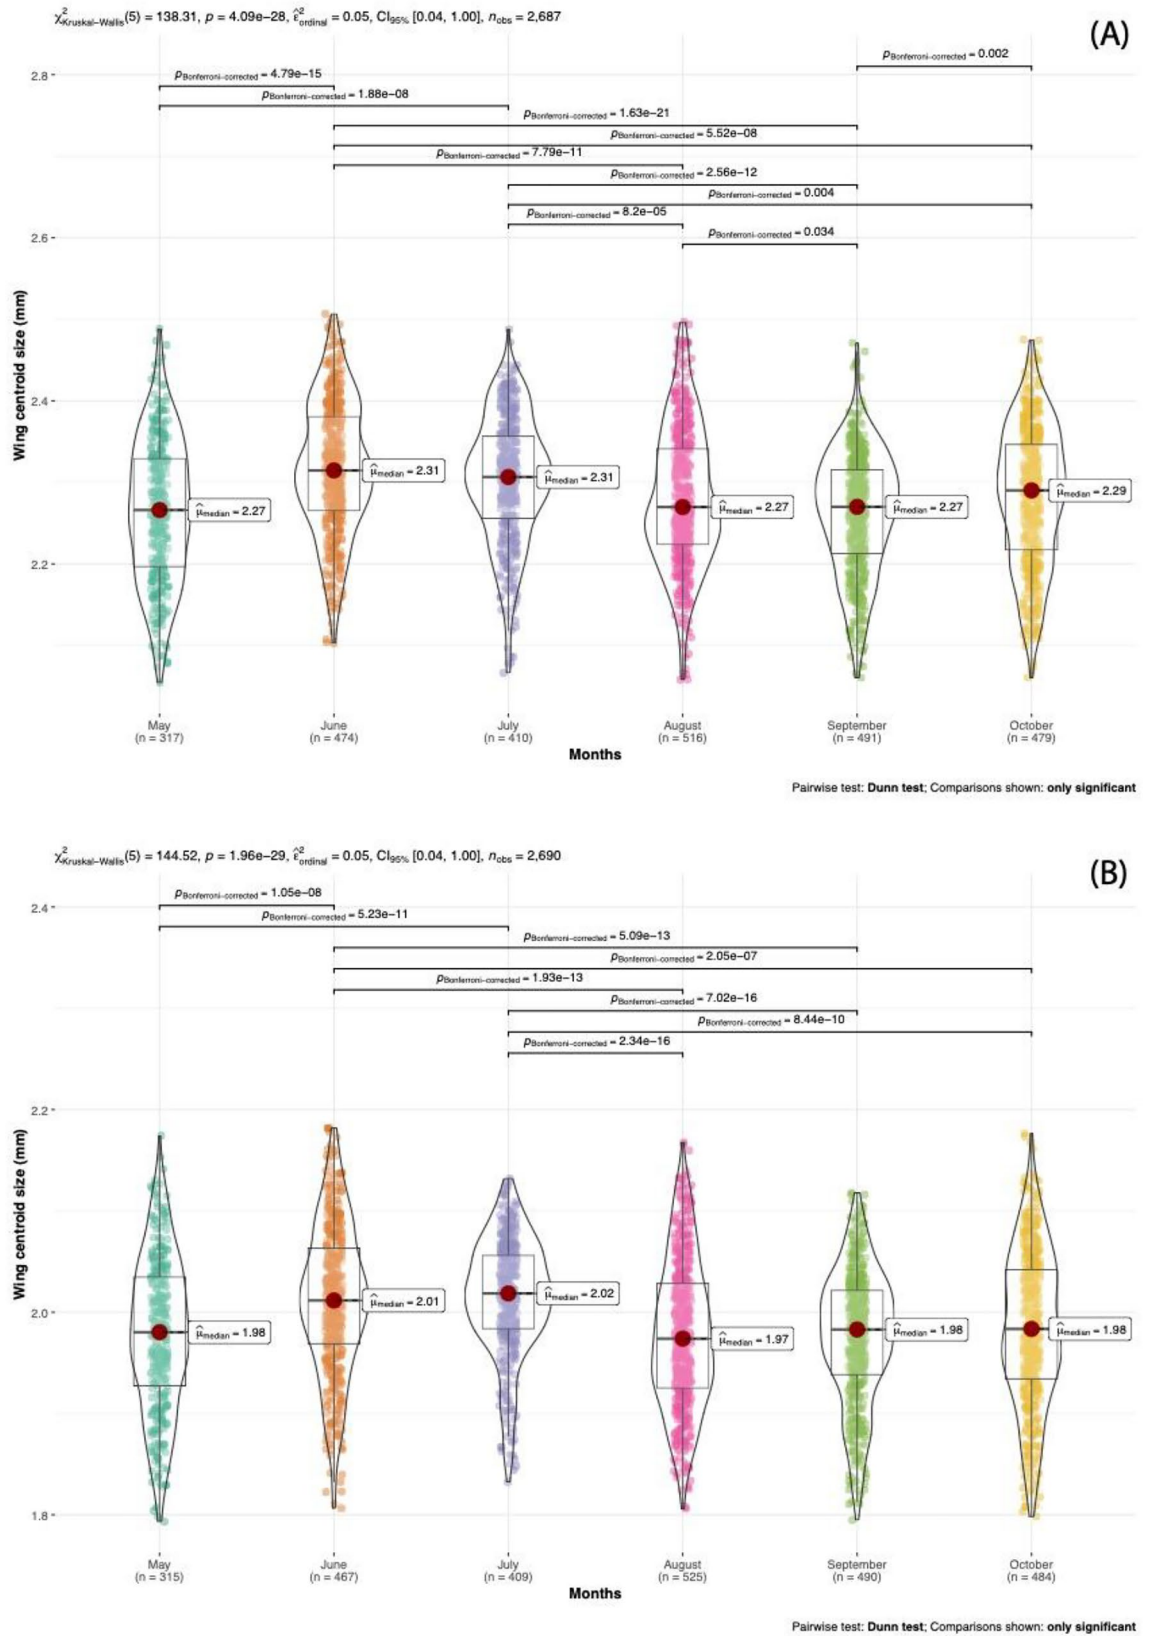 χ²Kruskal−Wallis(5) = 138.31, p = 4.09e−28, ε̂²ordinal = 0.05, CI95% [0.04, 1.00], nobs = 2,687
(A)
pBonferroni−corrected = 0.002
2.8
pBonferroni−corrected = 4.79e−15
pBonferroni−corrected = 1.88e−08
pBonferroni−corrected = 1.63e−21
pBonferroni−corrected = 5.52e−08
pBonferroni−corrected = 7.79e−11
pBonferroni−corrected = 2.56e−12
pBonferroni−corrected = 0.004
pBonferroni−corrected = 8.2e−05
pBonferroni−corrected = 0.034
2.6
Wing centroid size (mm)
2.4
μ̂median = 2.27
μ̂median = 2.31
μ̂median = 2.31
μ̂median = 2.27
μ̂median = 2.27
μ̂median = 2.29
2.2
May June July August September October
(n = 317) (n = 474) (n = 410) (n = 516) (n = 491) (n = 479)
Months
Pairwise test: Dunn test; Comparisons shown: only significant
χ²Kruskal−Wallis(5) = 144.52, p = 1.96e−29, ε̂²ordinal = 0.05, CI95% [0.04, 1.00], nobs = 2,690
(B)
pBonferroni−corrected = 1.05e−08
2.4
pBonferroni−corrected = 5.23e−11
pBonferroni−corrected = 5.09e−13
pBonferroni−corrected = 2.05e−07
pBonferroni−corrected = 1.93e−13
pBonferroni−corrected = 7.02e−16
pBonferroni−corrected = 8.44e−10
pBonferroni−corrected = 2.34e−16
2.2
Wing centroid size (mm)
2.0
μ̂median = 1.98
μ̂median = 2.01
μ̂median = 2.02
μ̂median = 1.97
μ̂median = 1.98
μ̂median = 1.98
1.8
May June July August September October
(n = 315) (n = 467) (n = 409) (n = 525) (n = 490) (n = 484)
Months
Pairwise test: Dunn test; Comparisons shown: only significant